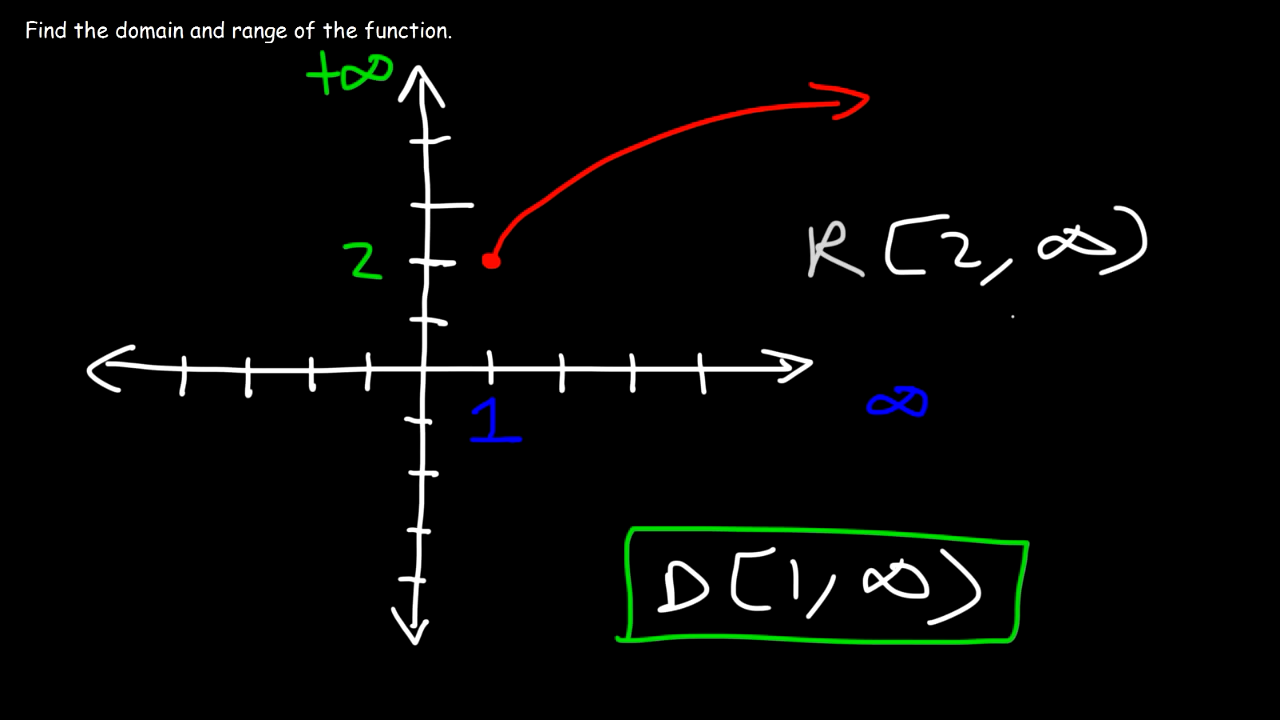 Find the domain and range of the function.
+∞
2
R [2, ∞)
1
∞
D [1, ∞)